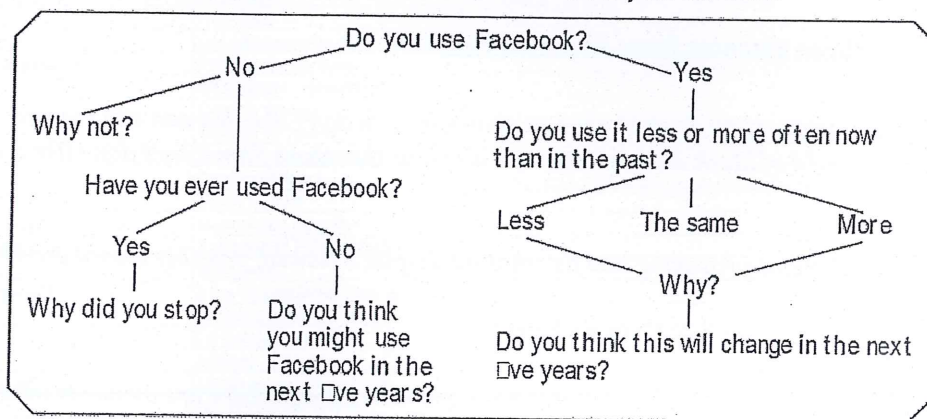 Do you use Facebook?
No
Yes
Why not?
Do you use it less or more often now
than in the past?
Have you ever used Facebook?
Less
The same
More
Yes
No
Why?
Why did you stop?
Do you think
you might use
Facebook in the
next □ve years?
Do you think this will change in the next
□ve years?